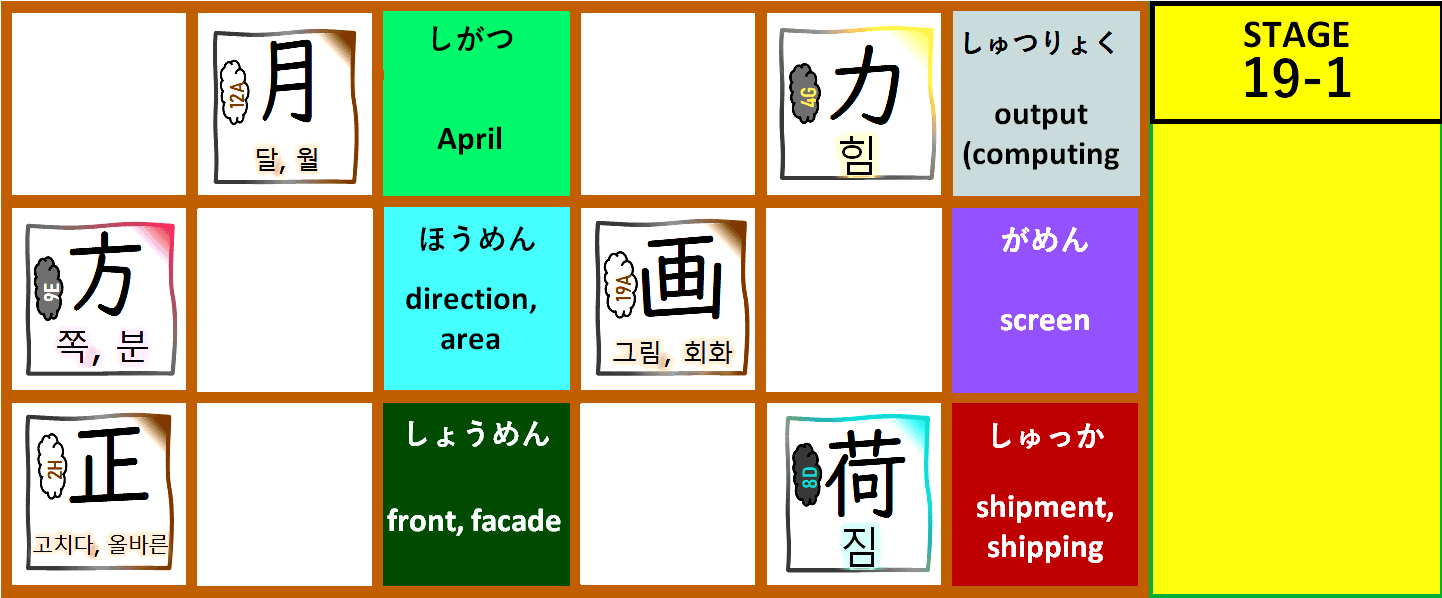 12A
月
달, 월
しがつ
April
4G
力
힘
しゅつりょく
output
(computing
STAGE
19-1
9E
方
쪽, 분
ほうめん
direction,
area
19A
画
그림, 회화
がめん
screen
2H
正
고치다, 올바른
しょうめん
front, facade
8D
荷
짐
しゅっか
shipment,
shipping